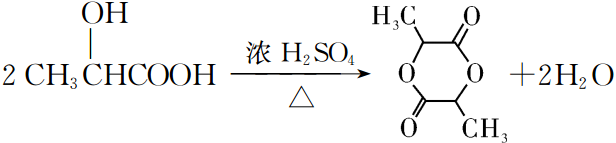 OH
2 CH₃CHCOOH 浓 H₂SO₄ △ H₃C O O O O CH₃ +2H₂O